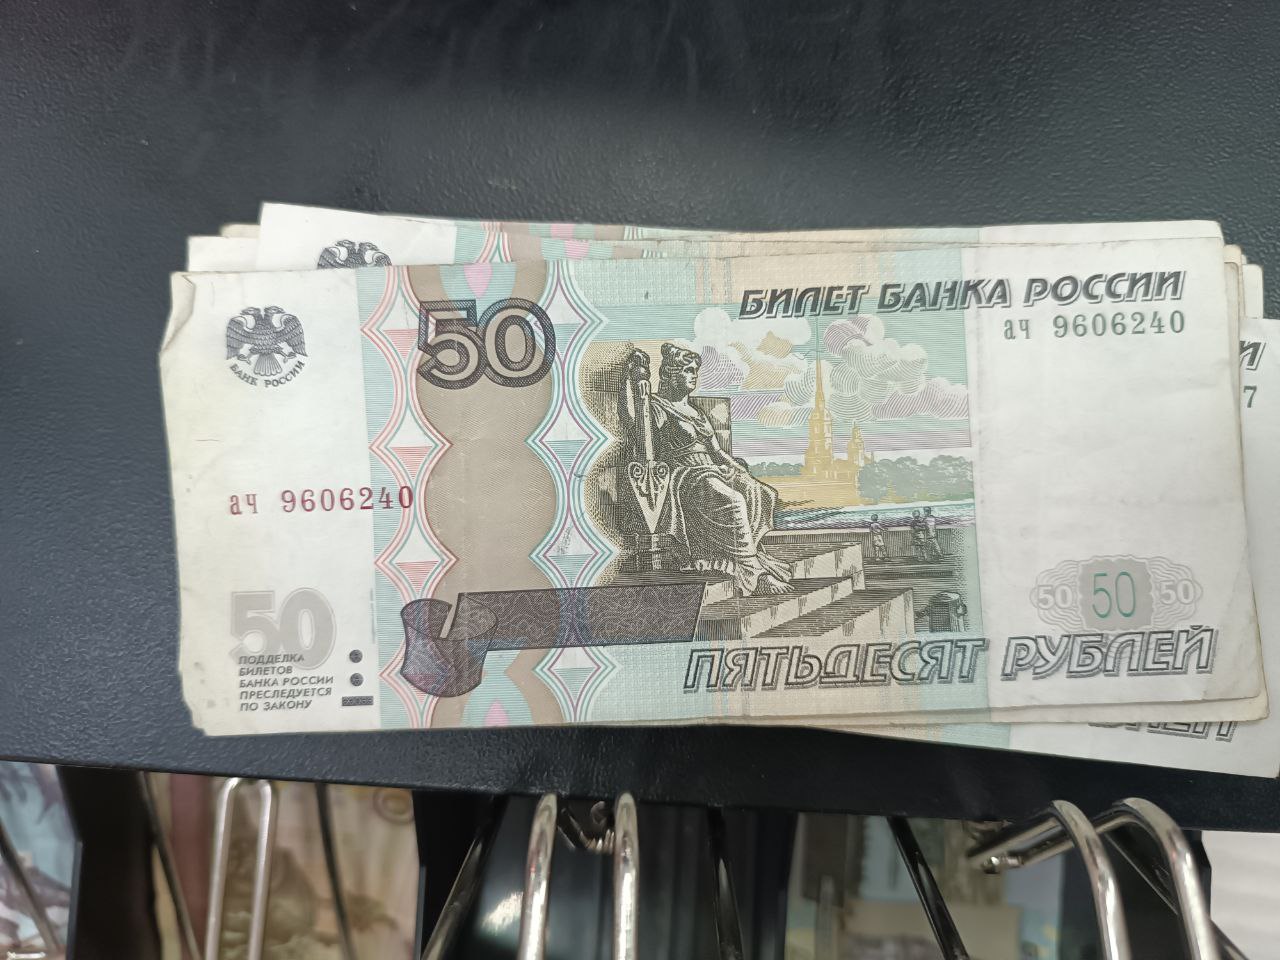 БИЛЕТ БАНКА РОССИИ
ач 9606240
50
БАНК РОССИИ
ач 9606240
50
ПОДДЕЛКА
БИЛЕТОВ
БАНКА РОССИИ
ПРЕСЛЕДУЕТСЯ
ПО ЗАКОНУ
50 50 50
ПЯТЬДЕСЯТ РУБЛЕЙ
И
7